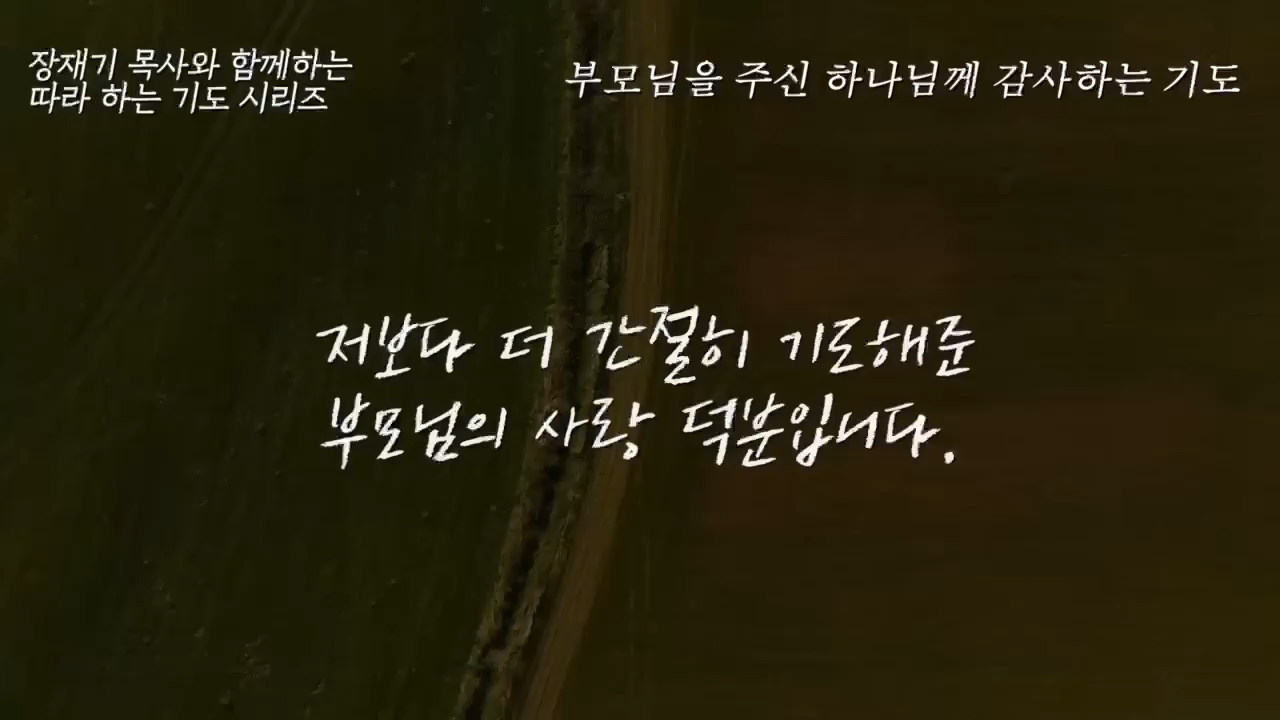 장재기 목사와 함께하는
따라 하는 기도 시리즈
부모님을 주신 하나님께 감사하는 기도
저보다 더 간절히 기도해준
부모님의 사랑 덕분입니다.